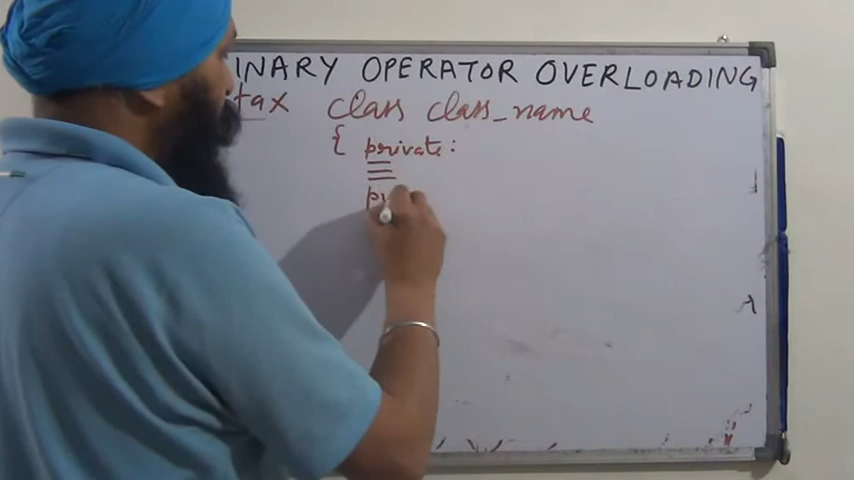 INARY OPERATOR OVERLOADING
tax class class_name
{ private: